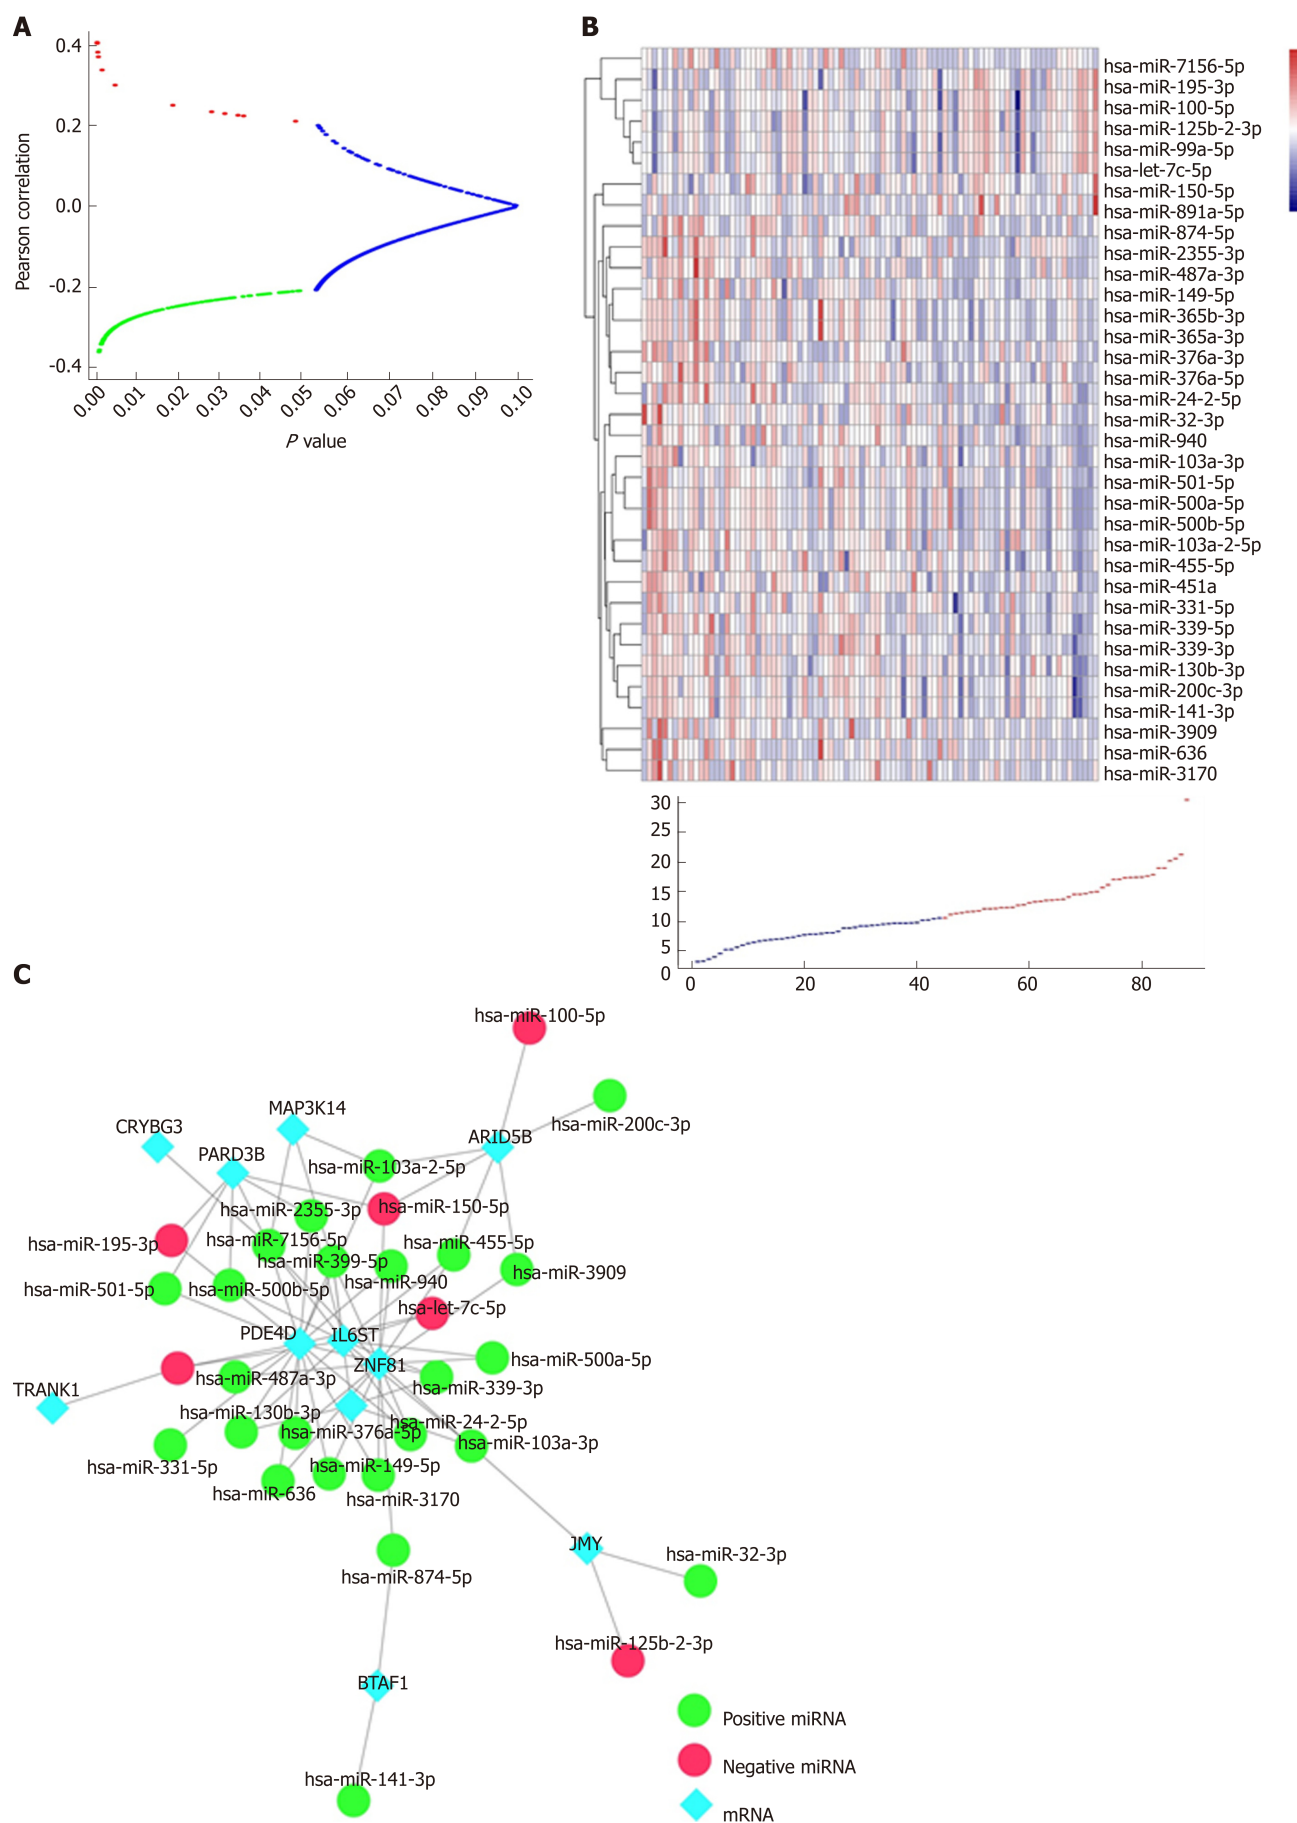 A
0.4
0.2
0.0
-0.2
-0.4
Pearson correlation
0.00 0.01 0.02 0.03 0.04 0.05 0.06 0.07 0.08 0.09 0.10
P value
B
hsa-miR-7156-5p
hsa-miR-195-3p
hsa-miR-100-5p
hsa-miR-125b-2-3p
hsa-miR-99a-5p
hsa-let-7c-5p
hsa-miR-150-5p
hsa-miR-891a-5p
hsa-miR-874-5p
hsa-miR-2355-3p
hsa-miR-487a-3p
hsa-miR-149-5p
hsa-miR-365b-3p
hsa-miR-365a-3p
hsa-miR-376a-3p
hsa-miR-376a-5p
hsa-miR-24-2-5p
hsa-miR-32-3p
hsa-miR-940
hsa-miR-103a-3p
hsa-miR-501-5p
hsa-miR-500a-5p
hsa-miR-500b-5p
hsa-miR-103a-2-5p
hsa-miR-455-5p
hsa-miR-451a
hsa-miR-331-5p
hsa-miR-339-5p
hsa-miR-339-3p
hsa-miR-130b-3p
hsa-miR-200c-3p
hsa-miR-141-3p
hsa-miR-3909
hsa-miR-636
hsa-miR-3170
30
25
20
15
10
5
0
0 20 40 60 80
C
hsa-miR-100-5p
MAP3K14
CRYBG3
hsa-miR-200c-3p
ARID5B
PARD3B
hsa-miR-103a-2-5p
hsa-miR-2355-3p
hsa-miR-150-5p
hsa-miR-195-3p
hsa-miR-7156-5p
hsa-miR-455-5p
hsa-miR-399-5p
hsa-miR-940
hsa-miR-3909
hsa-miR-501-5p
hsa-miR-500b-5p
hsa-let-7c-5p
PDE4D
IL6ST
ZNF81
hsa-miR-500a-5p
hsa-miR-487a-3p
TRANK1
hsa-miR-339-3p
hsa-miR-130b-3p
hsa-miR-24-2-5p
hsa-miR-376a-5p
hsa-miR-103a-3p
hsa-miR-331-5p
hsa-miR-149-5p
hsa-miR-636
hsa-miR-3170
JMY
hsa-miR-32-3p
hsa-miR-874-5p
hsa-miR-125b-2-3p
BTAF1
hsa-miR-141-3p
Positive miRNA
Negative miRNA
mRNA